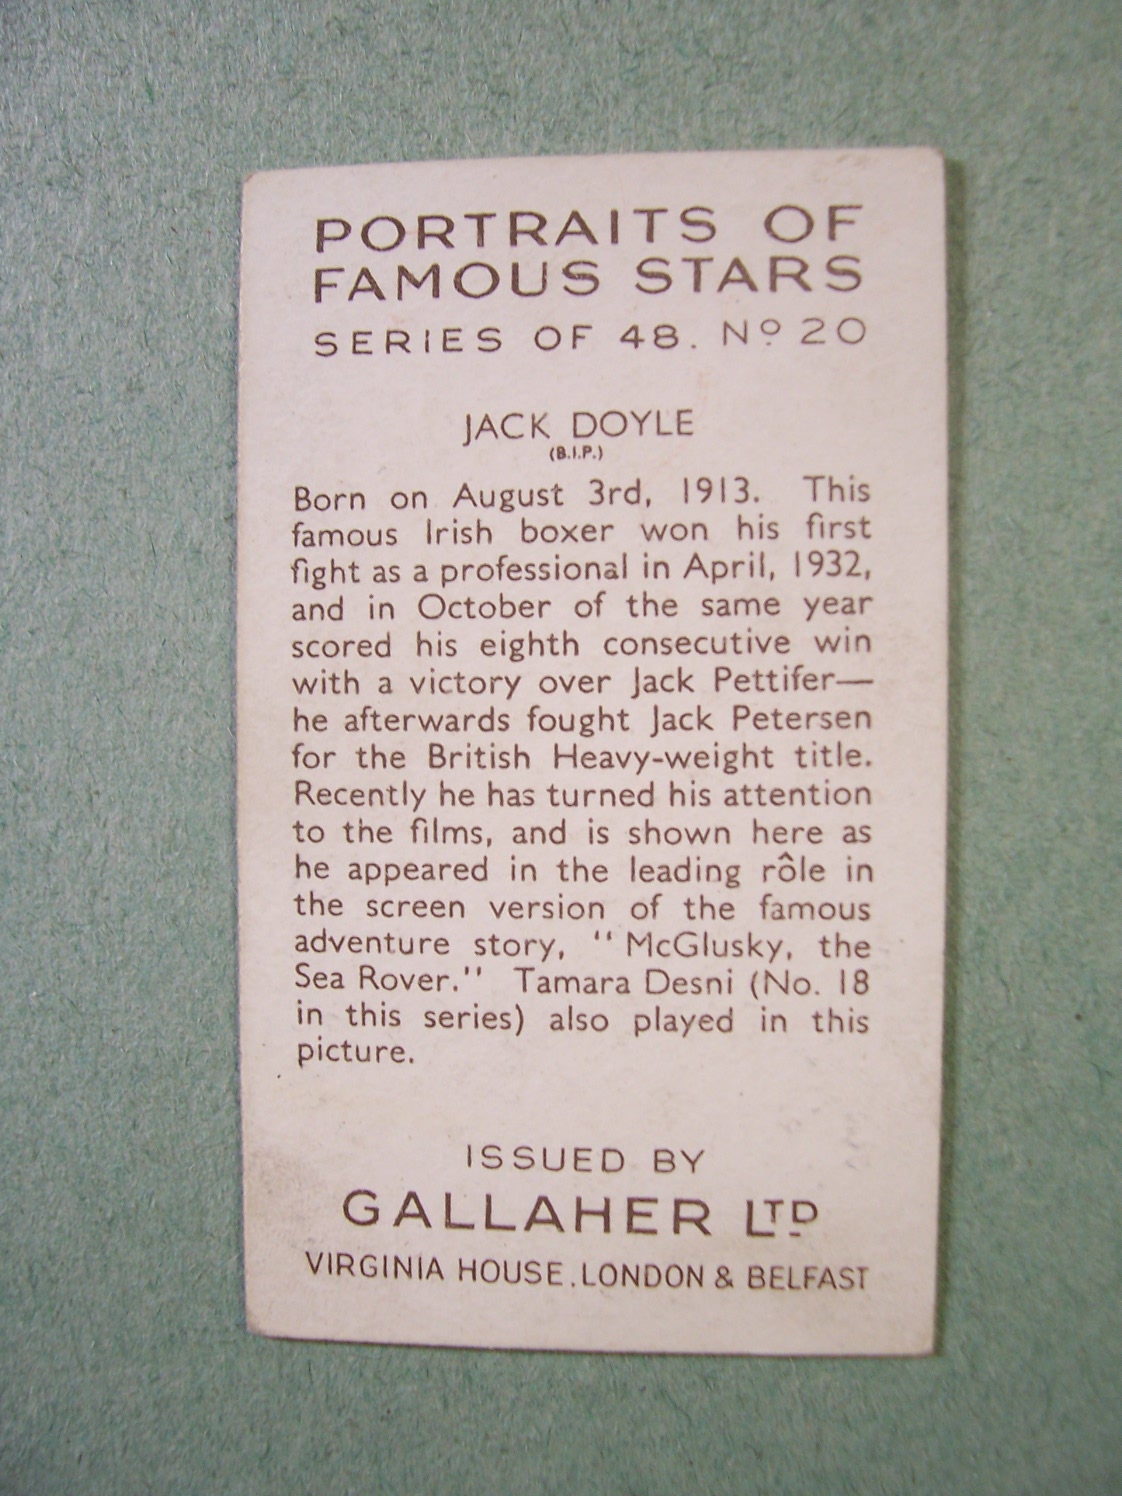 PORTRAITS OF
FAMOUS STARS
SERIES OF 48. Nº 20
JACK DOYLE
(B.I.P.)
Born on August 3rd, 1913. This
famous Irish boxer won his first
fight as a professional in April, 1932,
and in October of the same year
scored his eighth consecutive win
with a victory over Jack Pettifer—
he afterwards fought Jack Petersen
for the British Heavy-weight title.
Recently he has turned his attention
to the films, and is shown here as
he appeared in the leading rôle in
the screen version of the famous
adventure story, "McGlusky, the
Sea Rover." Tamara Desni (No. 18
in this series) also played in this
picture.
ISSUED BY
GALLAHER LTD
VIRGINIA HOUSE, LONDON & BELFAST